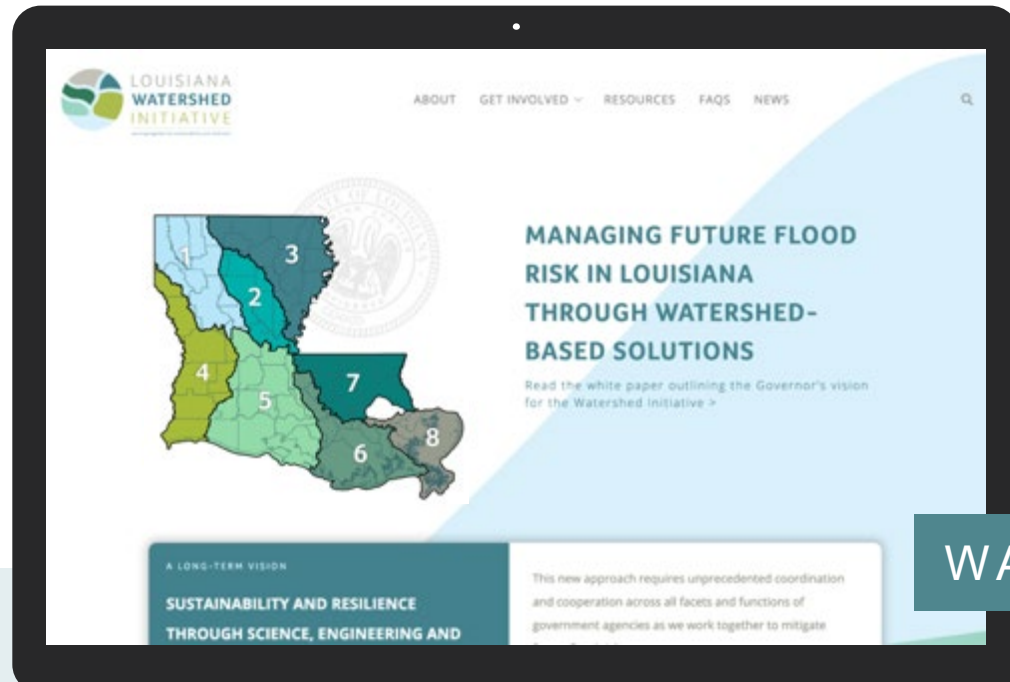 LOUISIANA
WATERSHED
INITIATIVE
ABOUT GET INVOLVED RESOURCES FAQS NEWS
1
3
2
4
5
7
6
8
MANAGING FUTURE FLOOD
RISK IN LOUISIANA
THROUGH WATERSHED-
BASED SOLUTIONS
Read the white paper outlining the Governor's vision
for the Watershed Initiative >
A LONG-TERM VISION
SUSTAINABILITY AND RESILIENCE
THROUGH SCIENCE, ENGINEERING AND
This new approach requires unprecedented coordination
and cooperation across all facets and functions of
government agencies as we work together to mitigate
WA